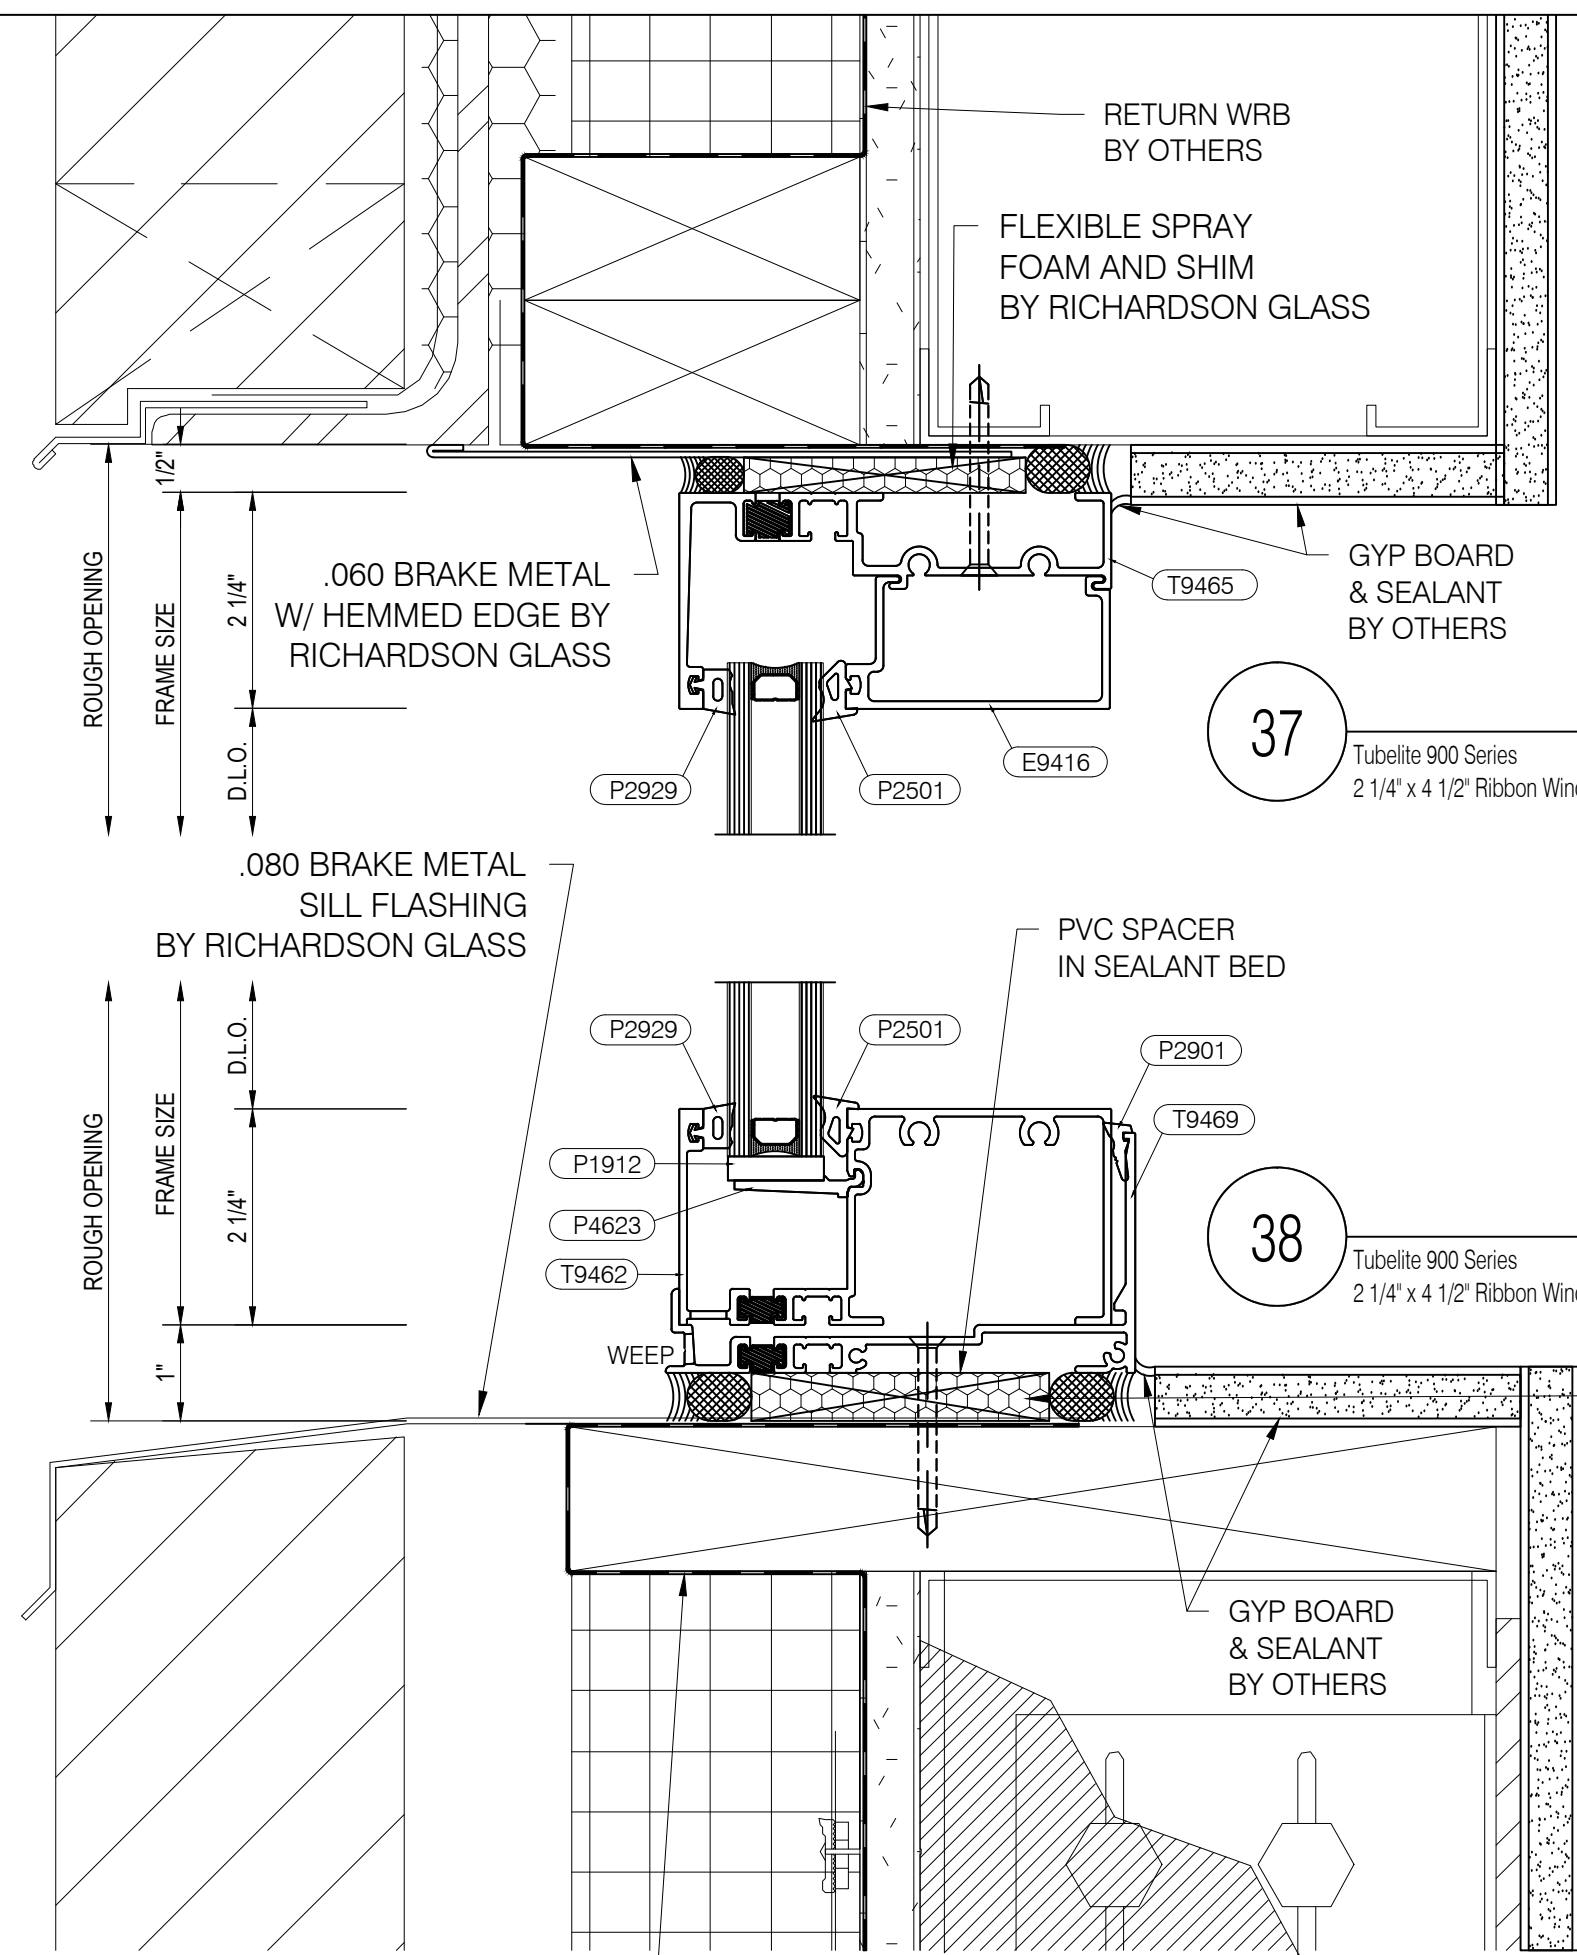 RETURN WRB
BY OTHERS
FLEXIBLE SPRAY
FOAM AND SHIM
BY RICHARDSON GLASS
1/2"
ROUGH OPENING
FRAME SIZE
2 1/4"
D.L.O.
.060 BRAKE METAL
W/ HEMMED EDGE BY
RICHARDSON GLASS
T9465
GYP BOARD
& SEALANT
BY OTHERS
37
Tubelite 900 Series
2 1/4" x 4 1/2" Ribbon
E9416
P2929
P2501
.080 BRAKE METAL
SILL FLASHING
BY RICHARDSON GLASS
PVC SPACER
IN SEALANT BED
D.L.O.
ROUGH OPENING
FRAME SIZE
2 1/4"
1"
P2929
P2501
P2901
T9469
P1912
P4623
T9462
38
Tubelite 900 Series
2 1/4" x 4 1/2" Ribbon
WEEP
GYP BOARD
& SEALANT
BY OTHERS